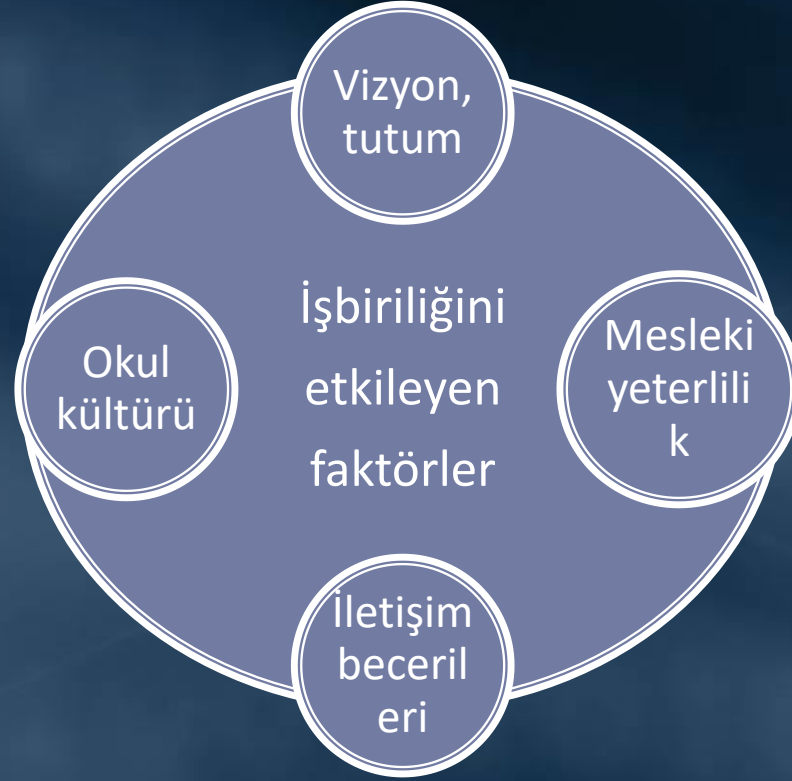 Vizyon,
tutum
İşbiriliğini
etkileyen
faktörler
Okul
kültürü
Mesleki
yeterlili
k
İletişim
beceril
eri